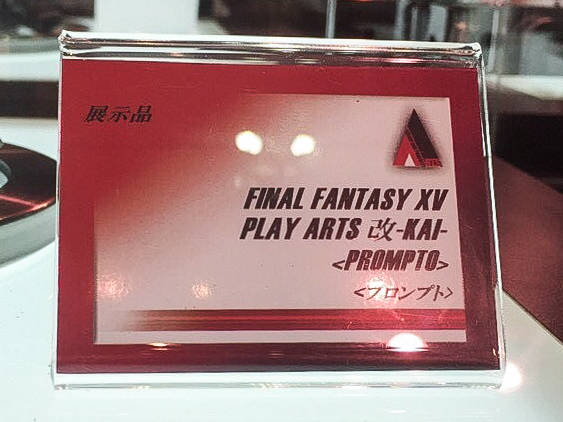 展示品
FINAL FANTASY XV
PLAY ARTS 改-KAI-
<PROMPTO>
<プロンプト>